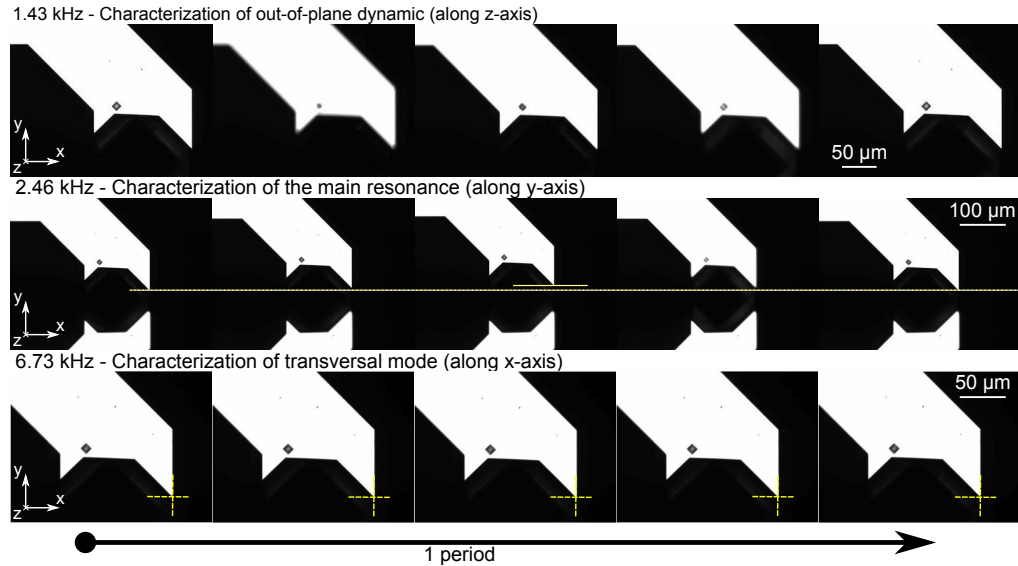 1.43 kHz - Characterization of out-of-plane dynamic (along z-axis)
y
z x
50 µm
2.46 kHz - Characterization of the main resonance (along y-axis)
100 µm
y
z x
6.73 kHz - Characterization of transversal mode (along x-axis)
50 µm
y
z x
1 period